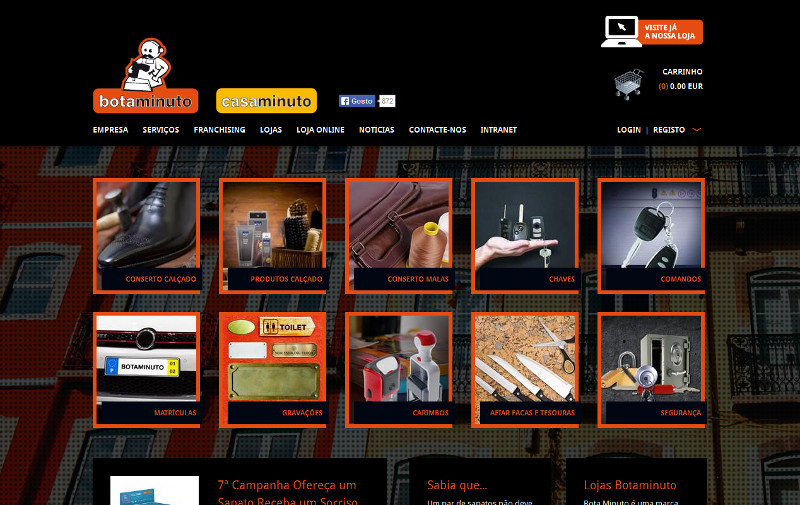 VISITE JÁ
A NOSSA LOJA
CARRINHO
(0) 0.00 EUR
botaminuto
casaminuto
Gosto 872
EMPRESA SERVIÇOS FRANCHISING LOJAS LOJA ONLINE NOTÍCIAS CONTACTE-NOS INTRANET
LOGIN | REGISTO
CONSERTO CALÇADO
PRODUTOS CALÇADO
CONSERTO MALAS
CHAVES
COMANDOS
BOTAMINUTO
01
02
P
TOILET
MATRÍCULAS
GRAVAÇÕES
CARIMBOS
AFIAR FACAS E TESOURAS
SEGURANÇA
7ª Campanha Ofereça um
Sapato Receba um Sorriso
Sabia que...
Um par de sapatos não deve
Lojas Botaminuto
Bota Minuto é uma marca